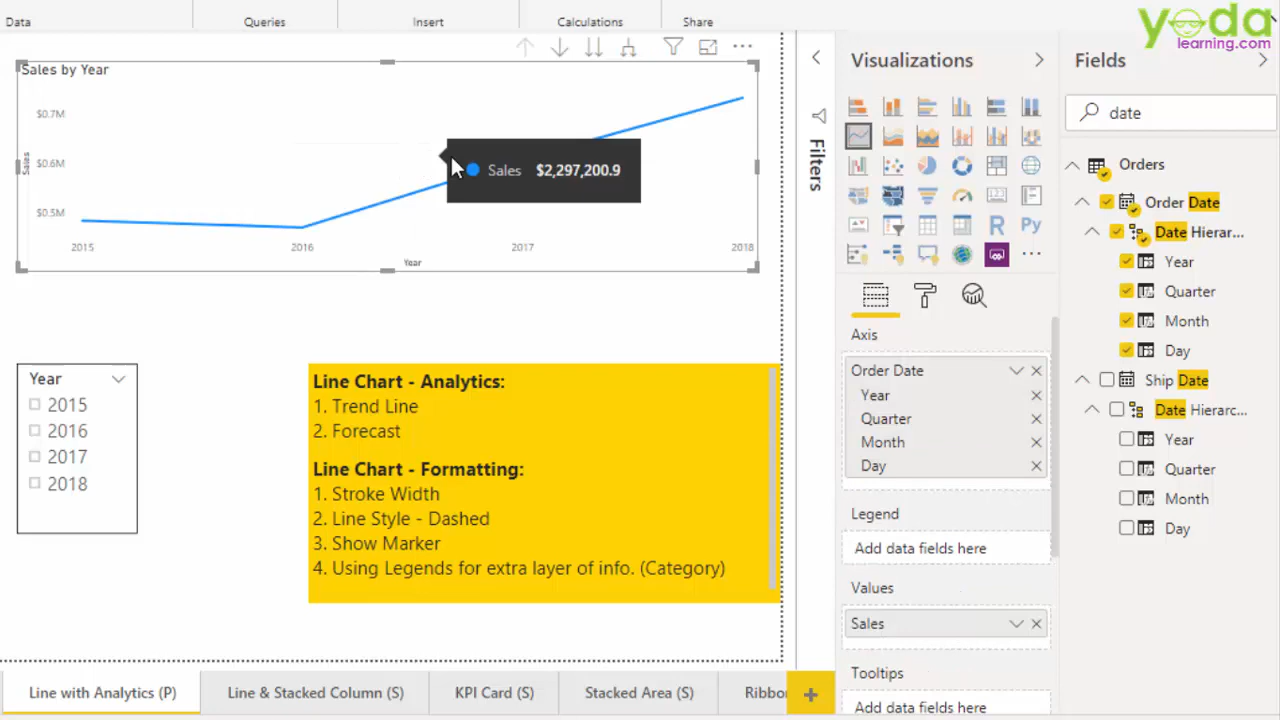 Data
Queries
Insert
Calculations
Share
yoda
learning.com
Sales by Year
$0.7M
$0.6M
$0.5M
Sales
Sales $2,297,200.9
2015
2016
2017
2018
Year
Year
2015
2016
2017
2018
Line Chart - Analytics:
1. Trend Line
2. Forecast
Line Chart - Formatting:
1. Stroke Width
2. Line Style - Dashed
3. Show Marker
4. Using Legends for extra layer of info. (Category)
Filters
Visualizations
R
Py
Axis
Order Date
Year
Quarter
Month
Day
Legend
Add data fields here
Values
Sales
Tooltips
Add data fields here
Fields
date
Orders
Order Date
Date Hierar...
Year
Quarter
Month
Day
Ship Date
Date Hierarc...
Year
Quarter
Month
Day
Line with Analytics (P)
Line & Stacked Column (S)
KPI Card (S)
Stacked Area (S)
Ribbo